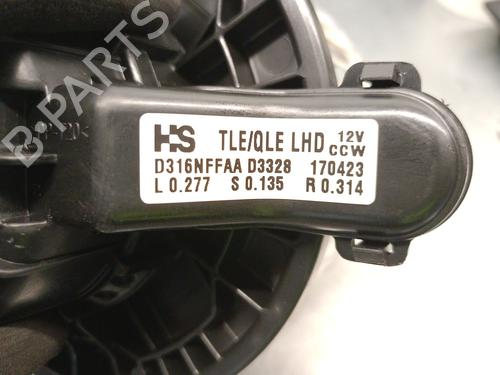 B-PARTS
HS TLE/QLE LHD 12V CCW
D316NFFAA D3328 170423
L 0.277 S 0.135 R 0.314